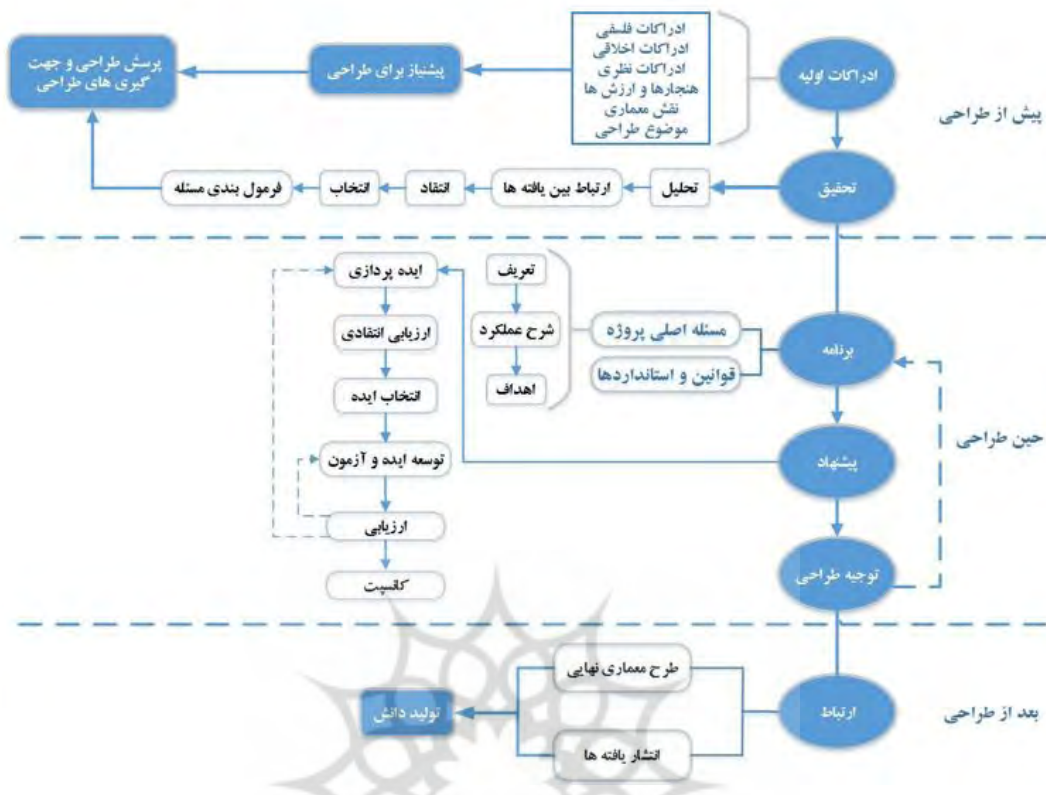 پیش از طراحی
ادراکات اولیه
ادراکات فلسفی
ادراکات اخلاقی
ادراکات نظری
هنجارها و ارزش ها
نقش معماری
موضوع طراحی
پیشنیاز برای طراحی
پرسش طراحی و جهت
گیری های طراحی
تحقیق
تحلیل
ارتباط بین یافته ها
انتقاد
انتخاب
فرمول بندی مسئله
حین طراحی
برنامه
مسئله اصلی پروژه
قوانین و استانداردها
تعریف
شرح عملکرد
اهداف
پیشنهاد
ایده پردازی
ارزیابی انتقادی
انتخاب ایده
توسعه ایده و آزمون
ارزیابی
کانسپت
توجیه طراحی
بعد از طراحی
ارتباط
طرح معماری نهایی
انتشار یافته ها
تولید دانش